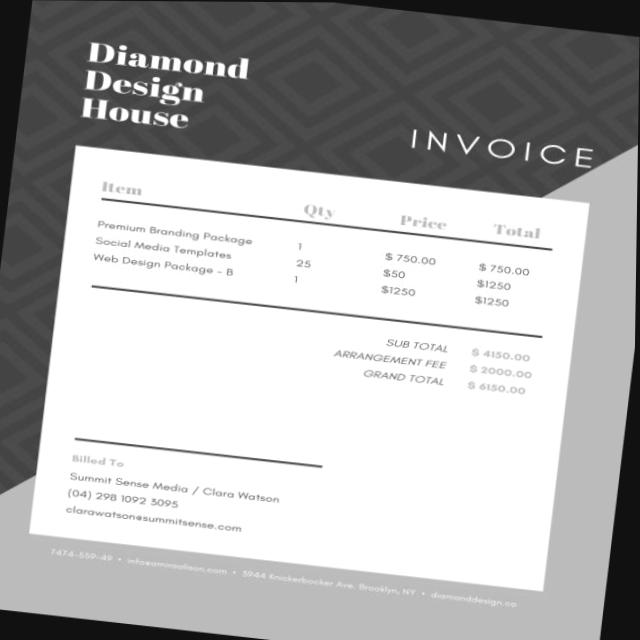 Diamond
Design
House
INVOICE
Item Qty Price Total
Premium Branding Package 1 $ 750.00 $ 750.00
Social Media Templates 25 $50 $1250
Web Design Package - B 1 $1250 $1250
SUB TOTAL $ 4150.00
ARRANGEMENT FEE $ 2000.00
GRAND TOTAL $ 6150.00
Billed To
Summit Sense Media / Clara Watson
(04) 298 1092 3095
clarawatson@summitsense.com
7474-559-49 • • 5944 Knickerbocker Ave. Brooklyn, NY • diamonddesign.co